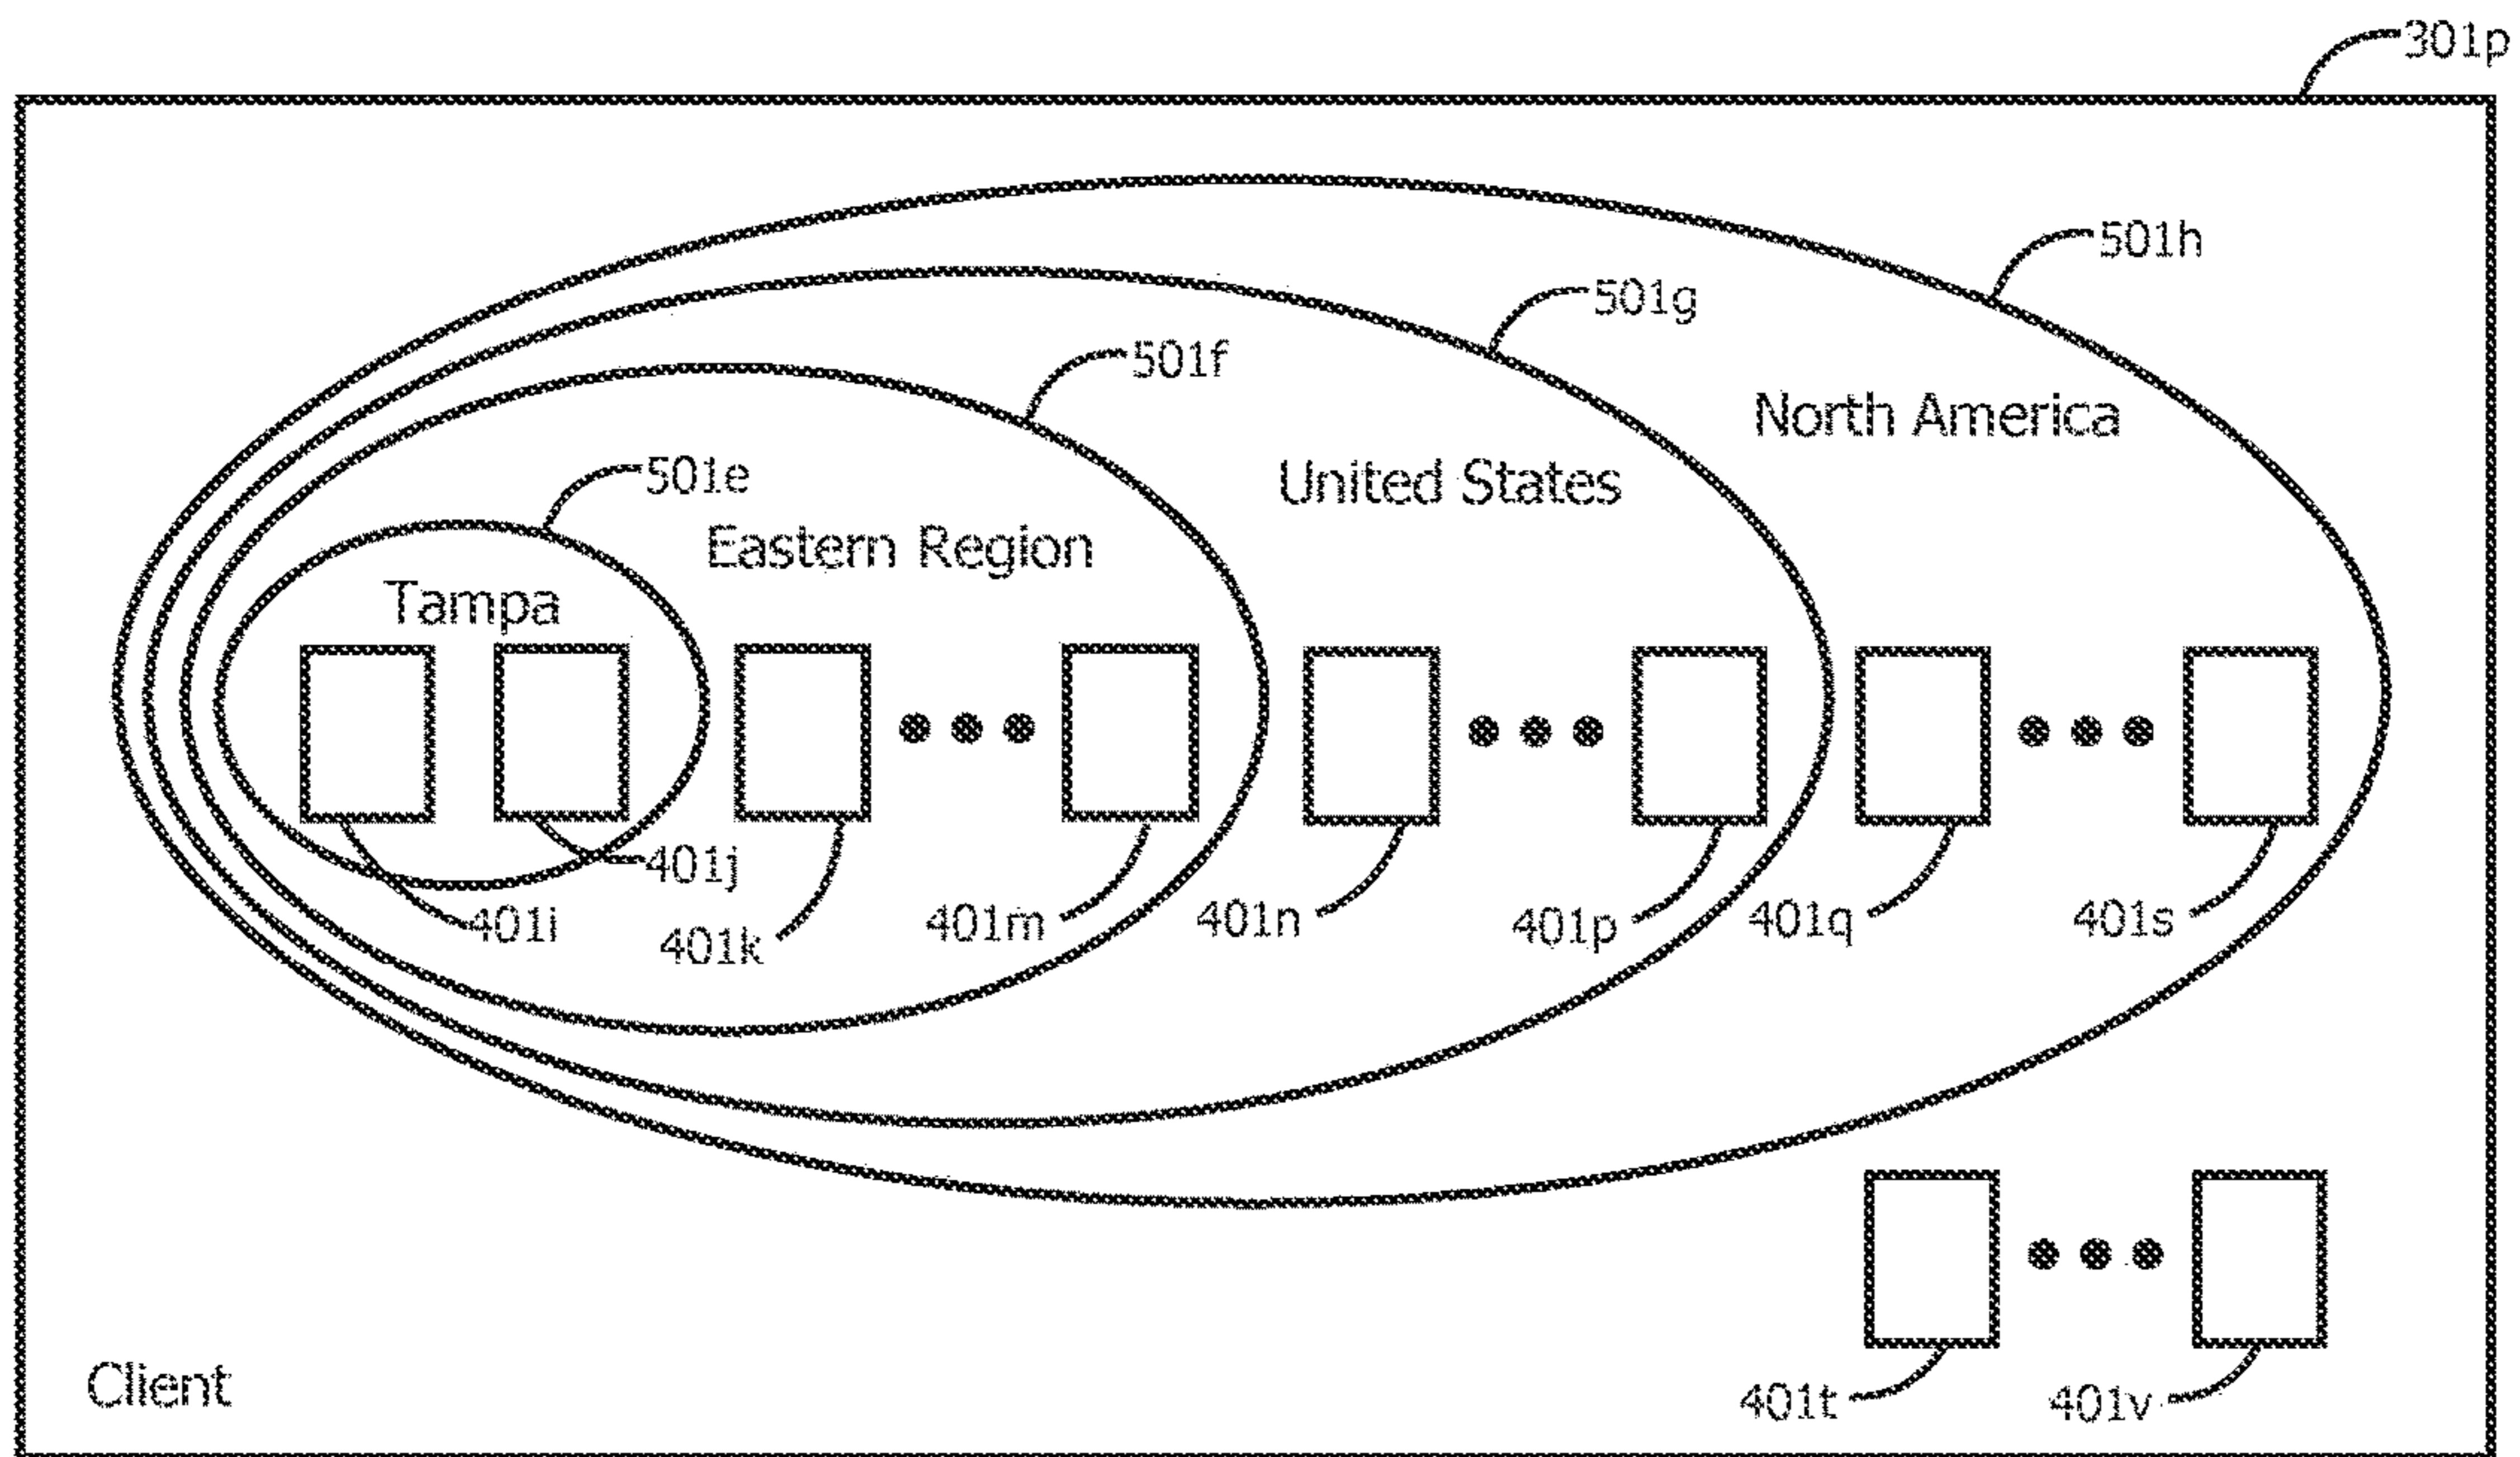 301p
501h
501g
501f
North America
United States
501e
Eastern Region
Tampa
401j
401i
401k
401m
401n
401p
401q
401s
401t
401v
Client